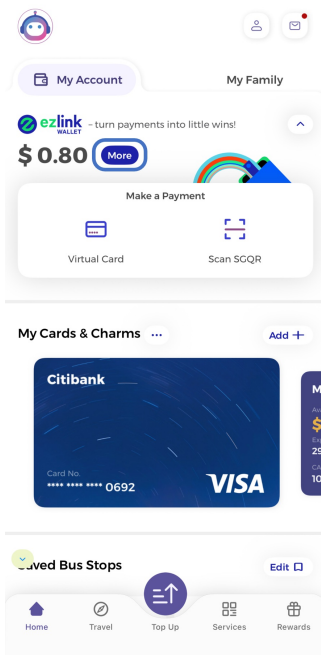 My Account
My Family
ezlink
WALLET
- turn payments into little wins!
$ 0.80
More
Make a Payment
Virtual Card
Scan SGQR
My Cards & Charms ...
Add +
Citibank
Card No.
**** **** **** 0692
VISA
M
$
29
10
Saved Bus Stops
Edit
Home
Travel
Top Up
Services
Rewards